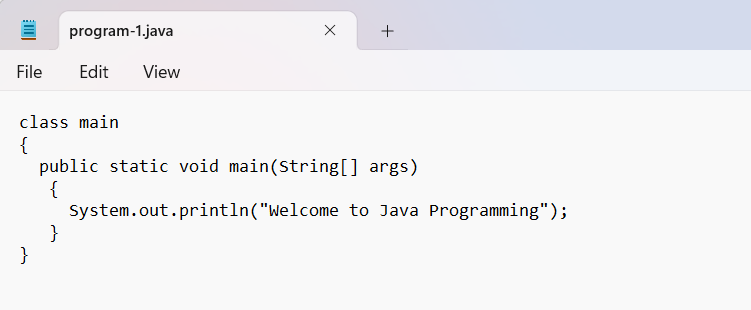 program-1.java
File Edit View
class main
{
  public static void main(String[] args)
   {
     System.out.println("Welcome to Java Programming");
   }
}